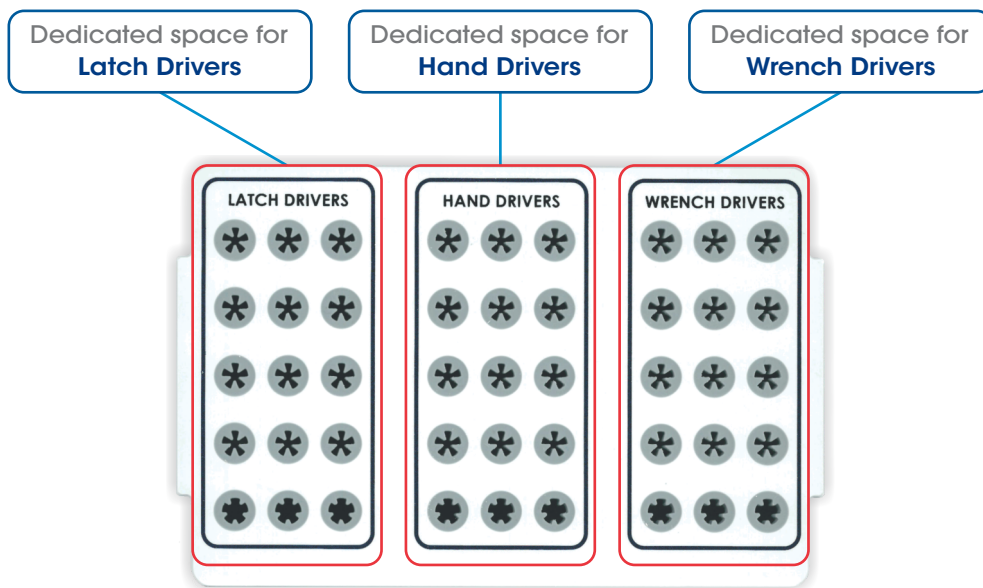 Dedicated space for
Latch Drivers
Dedicated space for
Hand Drivers
Dedicated space for
Wrench Drivers
LATCH DRIVERS
HAND DRIVERS
WRENCH DRIVERS